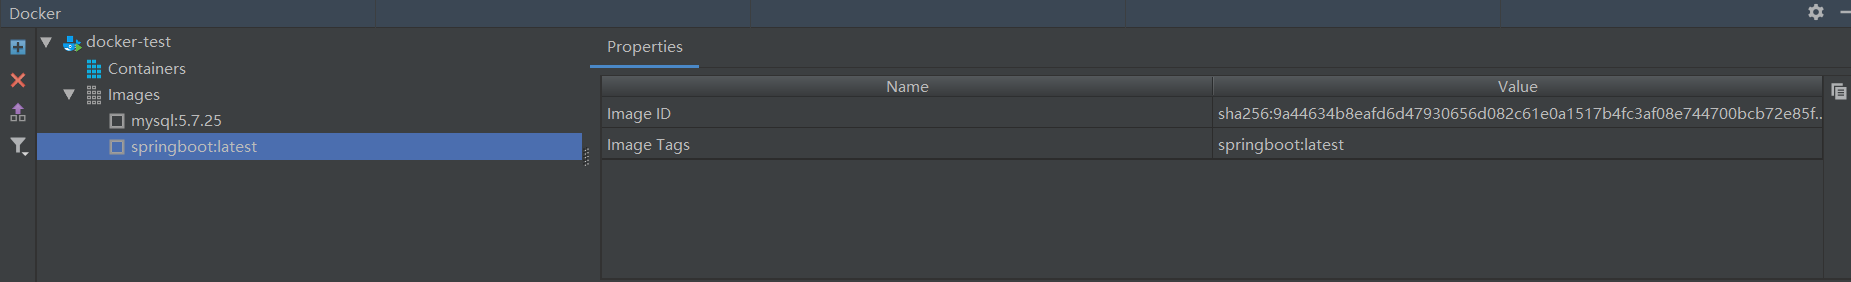 Docker
docker-test
Containers
Images
mysql:5.7.25
springboot:latest
Properties
Name Value
Image ID sha256:9a44634b8eafd6d47930656d082c61e0a1517b4fc3af08e744700bcb72e85f..
Image Tags springboot:latest